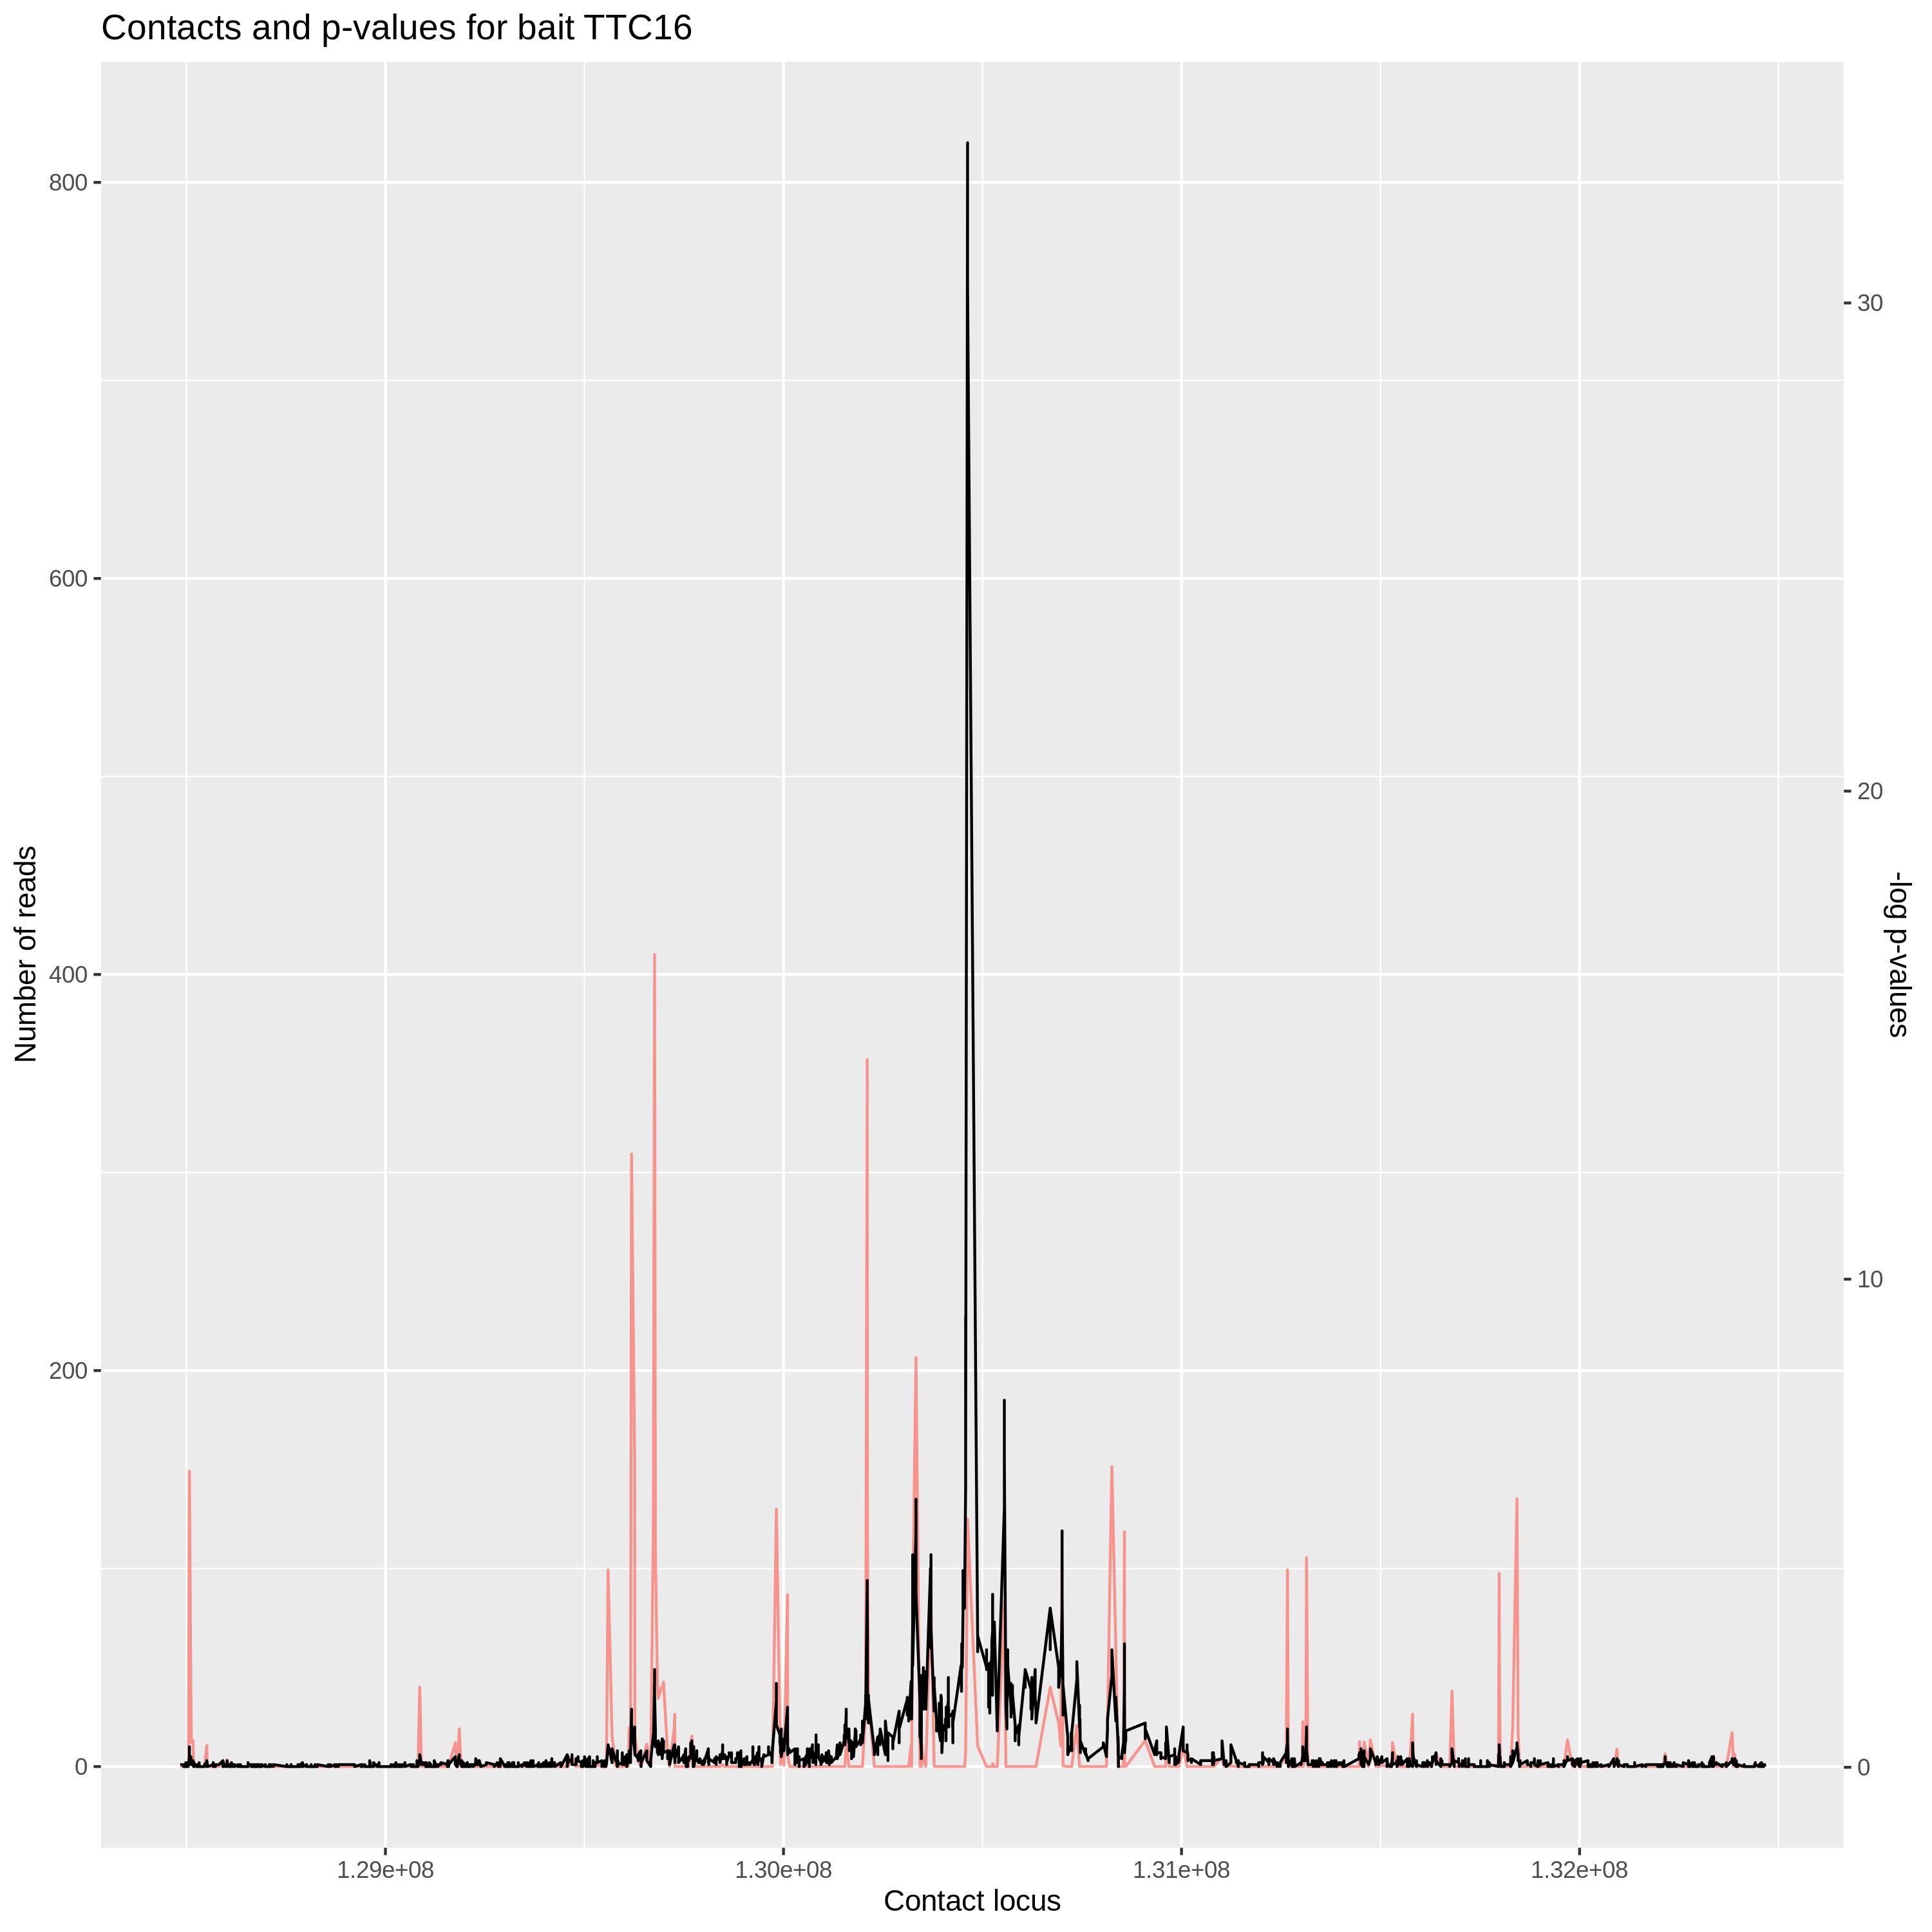 Contacts and p-values for bait TTC16
800
600
400
200
0
Number of reads
30
20
10
0
-log p-values
1.29e+08
1.30e+08
1.31e+08
1.32e+08
Contact locus